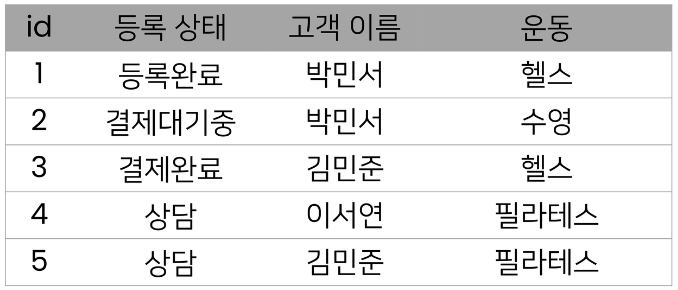 id 등록 상태 고객 이름 운동
1 등록완료 박민서 헬스
2 결제대기중 박민서 수영
3 결제완료 김민준 헬스
4 상담 이서연 필라테스
5 상담 김민준 필라테스